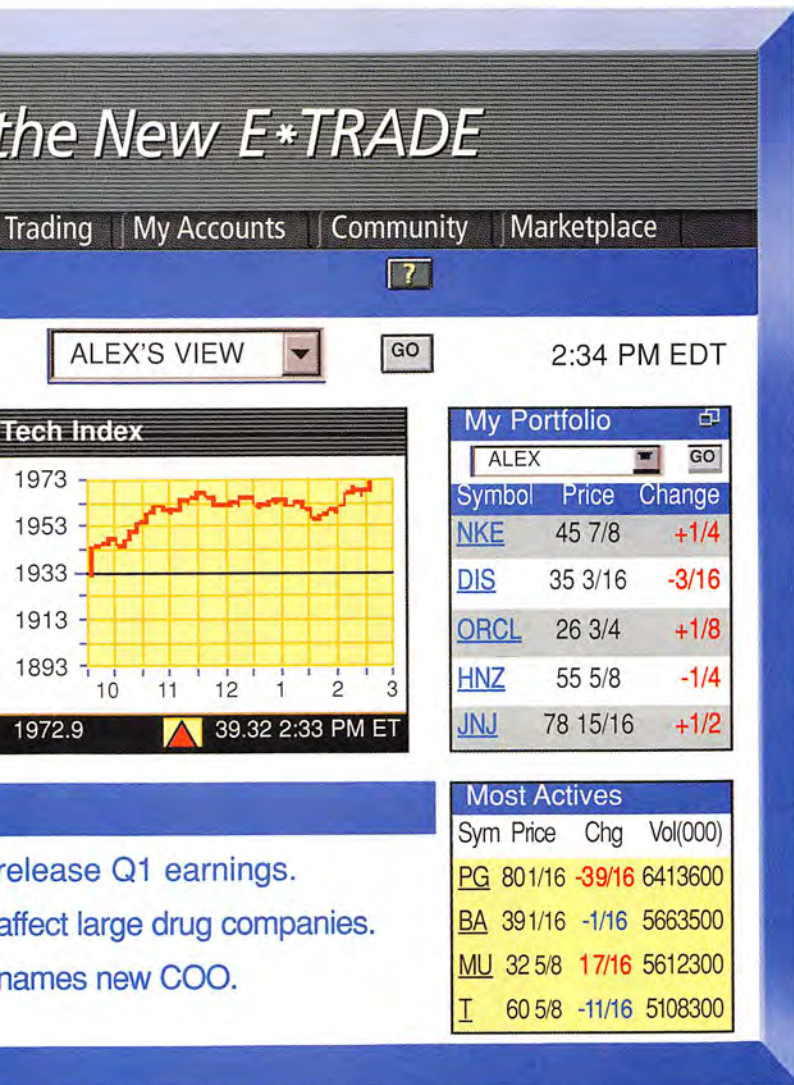 the New E*TRADE
Trading My Accounts Community Marketplace
?
ALEX'S VIEW GO 2:34 PM EDT
Tech Index
1973
1953
1933
1913
1893
10 11 12 1 2 3
1972.9 39.32 2:33 PM ET
My Portfolio
ALEX GO
Symbol Price Change
NKE 45 7/8 +1/4
DIS 35 3/16 -3/16
ORCL 26 3/4 +1/8
HNZ 55 5/8 -1/4
JNJ 78 15/16 +1/2
release Q1 earnings.
affect large drug companies.
names new COO.
Most Actives
Sym Price Chg Vol(000)
PG 80 1/16 -39/16 6413600
BA 39 1/16 -1/16 5663500
MU 32 5/8 17/16 5612300
T 60 5/8 -11/16 5108300